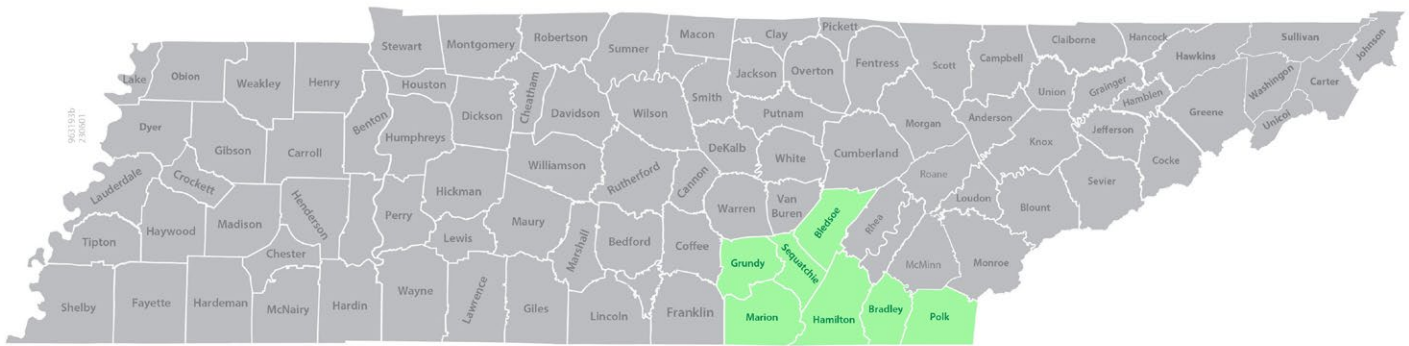 Stewart
Montgomery
Robertson
Sumner
Macon
Clay
Pickett
Claiborne
Hancock
Hawkins
Sullivan
Johnson
Lake
Obion
Weakley
Henry
Houston
Cheatham
Jackson
Overton
Fentress
Scott
Campbell
Union
Grainger
Hamblen
Washingon
Carter
Dyer
Gibson
Carroll
Benton
Humphreys
Dickson
Davidson
Wilson
Smith
Putnam
Morgan
Anderson
Knox
Jefferson
Greene
Unicoi
Lauderdale
Crockett
Henderson
Hickman
Williamson
Rutherford
Cannon
DeKalb
White
Cumberland
Roane
Loudon
Blount
Sevier
Cocke
Tipton
Haywood
Madison
Chester
Perry
Lewis
Maury
Marshall
Bedford
Coffee
Warren
Van
Buren
Bledsoe
Rhea
McMinn
Monroe
Shelby
Fayette
Hardeman
McNairy
Hardin
Wayne
Lawrence
Giles
Lincoln
Franklin
Grundy
Sequatchie
Marion
Hamilton
Bradley
Polk